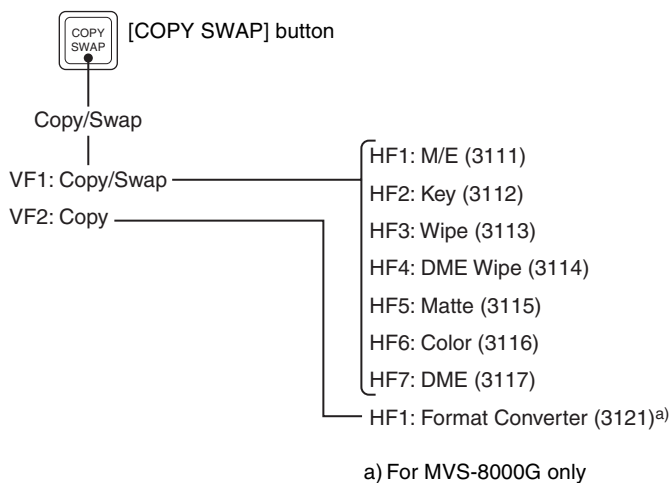 COPY
SWAP
[COPY SWAP] button
Copy/Swap
VF1: Copy/Swap
VF2: Copy
HF1: M/E (3111)
HF2: Key (3112)
HF3: Wipe (3113)
HF4: DME Wipe (3114)
HF5: Matte (3115)
HF6: Color (3116)
HF7: DME (3117)
HF1: Format Converter (3121)a)
a) For MVS-8000G only